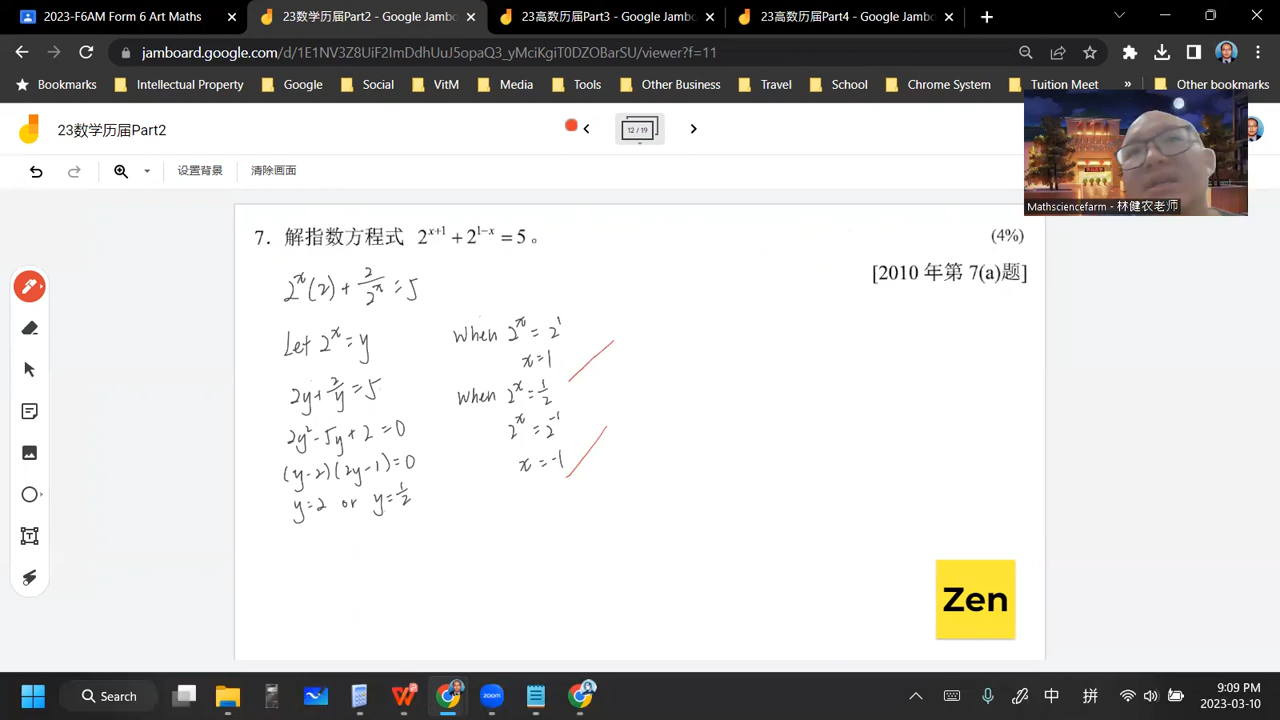 2023-F6AM Form 6 Art Maths
23数学历届Part2 - Google Jamb
23高数历届Part3 - Google Jambo
23高数历届Part4 - Google Jambo
jamboard.google.com/d/1E1NV3Z8UiF2ImDdhUuJ5opaQ3_yMciKgiT0DZOBarSU/viewer?f=11
Bookmarks
Intellectual Property
Google
Social
VitM
Media
Tools
Other Business
Travel
School
Chrome System
Tuition Meet
»
Other bookmarks
23数学历届Part2
12 / 19
Mathsciencefarm - 林健农老师
设置背景
清除画面
7. 解指数方程式 2^{x+1} + 2^{1-x} = 5。
(4%)
[2010 年第 7(a)题]
2^x(2) + 2/2^x = 5
Let 2^x = y
2y + 2/y = 5
2y² - 5y + 2 = 0
(y-2)(2y-1) = 0
y = 2 or y = 1/2
When 2^x = 2^1
x = 1
When 2^x = 1/2
2^x = 2^{-1}
x = -1
Zen
Search
zoom
中
拼
9:09 PM
2023-03-10